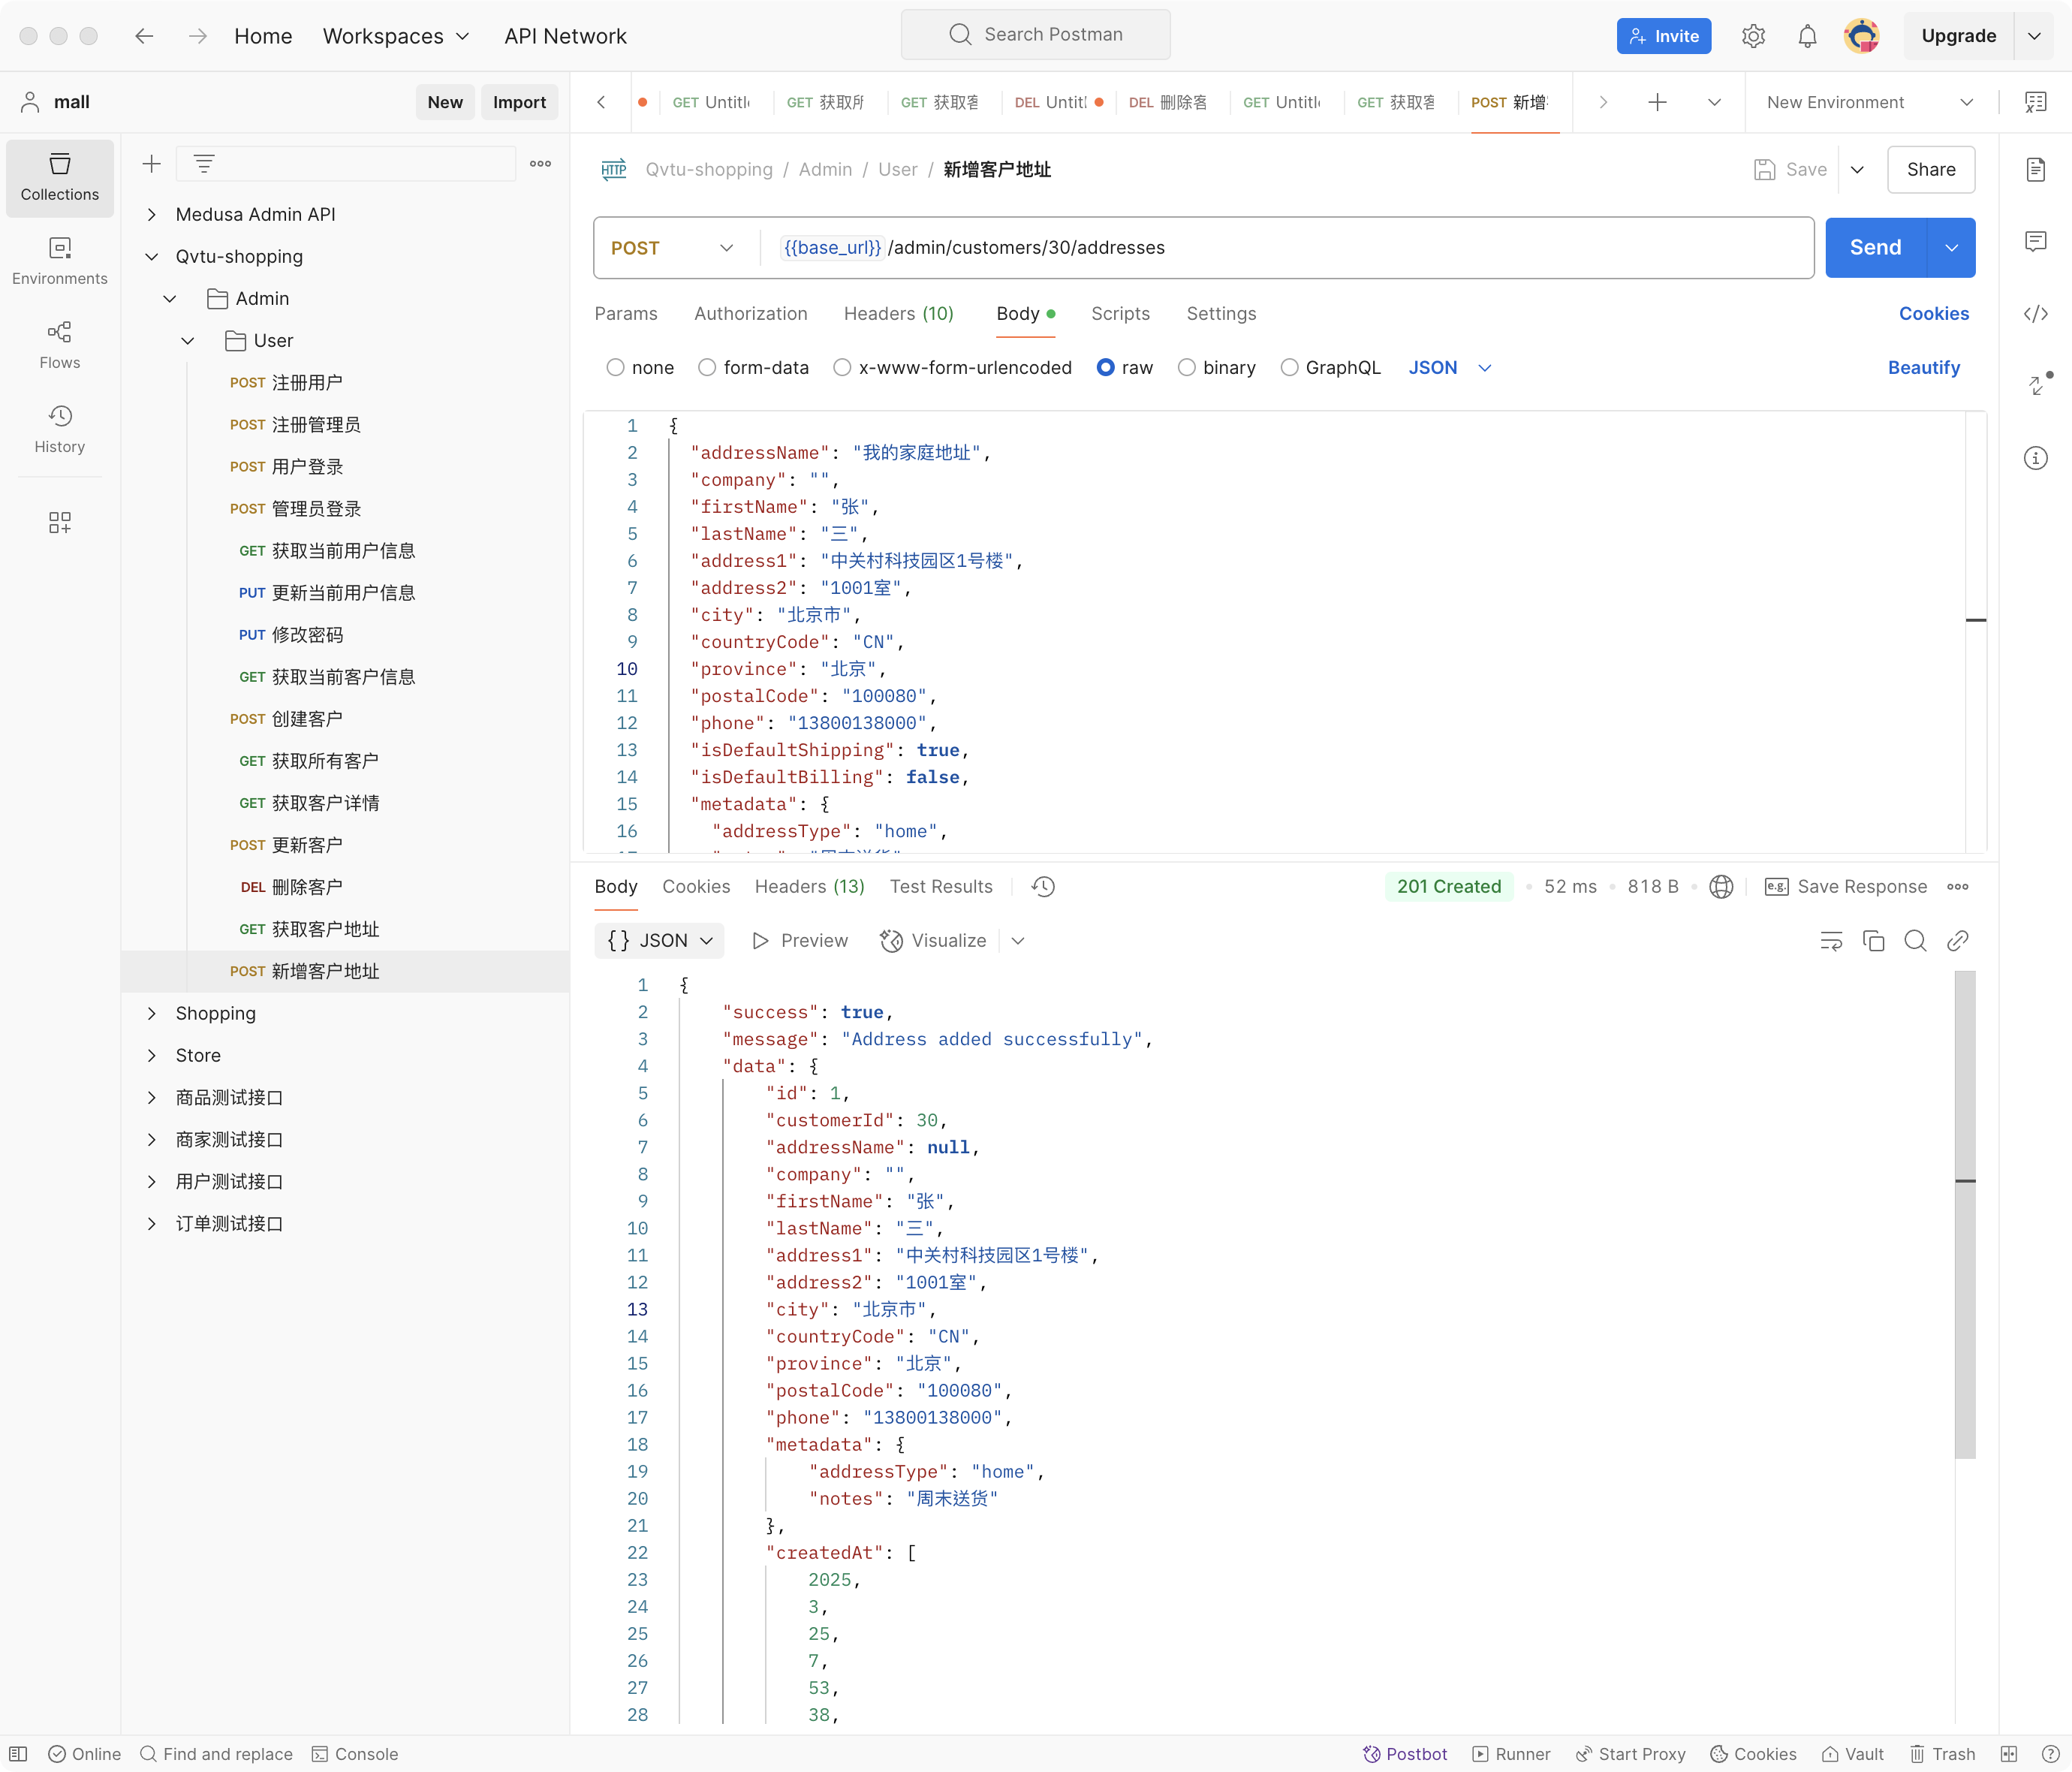 Home Workspaces API Network Search Postman Invite Upgrade
mall New Import
GET Untitl GET 获取所 GET 获取客 DEL Untitl DEL 删除客 GET Untitl GET 获取客 POST 新增 New Environment
Collections
Environments
Flows
History
Medusa Admin API
Qvtu-shopping
Admin
User
POST 注册用户
POST 注册管理员
POST 用户登录
POST 管理员登录
GET 获取当前用户信息
PUT 更新当前用户信息
PUT 修改密码
GET 获取当前客户信息
POST 创建客户
GET 获取所有客户
GET 获取客户详情
POST 更新客户
DEL 删除客户
GET 获取客户地址
POST 新增客户地址
Shopping
Store
商品测试接口
商家测试接口
用户测试接口
订单测试接口
HTTP Qvtu-shopping / Admin / User / 新增客户地址 Save Share
POST {{base_url}}/admin/customers/30/addresses Send
Params Authorization Headers (10) Body Scripts Settings Cookies
none form-data x-www-form-urlencoded raw binary GraphQL JSON Beautify
1 {
2 "addressName": "我的家庭地址",
3 "company": "",
4 "firstName": "张",
5 "lastName": "三",
6 "address1": "中关村科技园区1号楼",
7 "address2": "1001室",
8 "city": "北京市",
9 "countryCode": "CN",
10 "province": "北京",
11 "postalCode": "100080",
12 "phone": "13800138000",
13 "isDefaultShipping": true,
14 "isDefaultBilling": false,
15 "metadata": {
16 "addressType": "home",
Body Cookies Headers (13) Test Results 201 Created 52 ms 818 B e.g. Save Response
{} JSON Preview Visualize
1 {
2 "success": true,
3 "message": "Address added successfully",
4 "data": {
5 "id": 1,
6 "customerId": 30,
7 "addressName": null,
8 "company": "",
9 "firstName": "张",
10 "lastName": "三",
11 "address1": "中关村科技园区1号楼",
12 "address2": "1001室",
13 "city": "北京市",
14 "countryCode": "CN",
15 "province": "北京",
16 "postalCode": "100080",
17 "phone": "13800138000",
18 "metadata": {
19 "addressType": "home",
20 "notes": "周末送货"
21 },
22 "createdAt": [
23 2025,
24 3,
25 25,
26 7,
27 53,
28 38,
Online Find and replace Console Postbot Runner Start Proxy Cookies Vault Trash